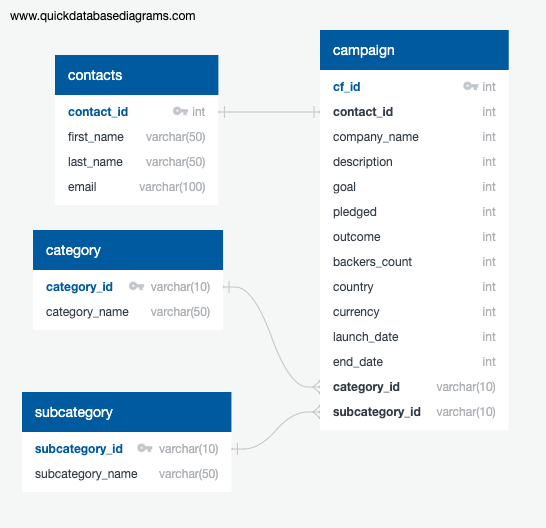 www.quickdatabasediagrams.com
contacts
contact_id int
first_name varchar(50)
last_name varchar(50)
email varchar(100)
campaign
cf_id int
contact_id int
company_name int
description int
goal int
pledged int
outcome int
backers_count int
country int
currency int
launch_date int
end_date int
category_id varchar(10)
subcategory_id varchar(10)
category
category_id varchar(10)
category_name varchar(50)
subcategory
subcategory_id varchar(10)
subcategory_name varchar(50)